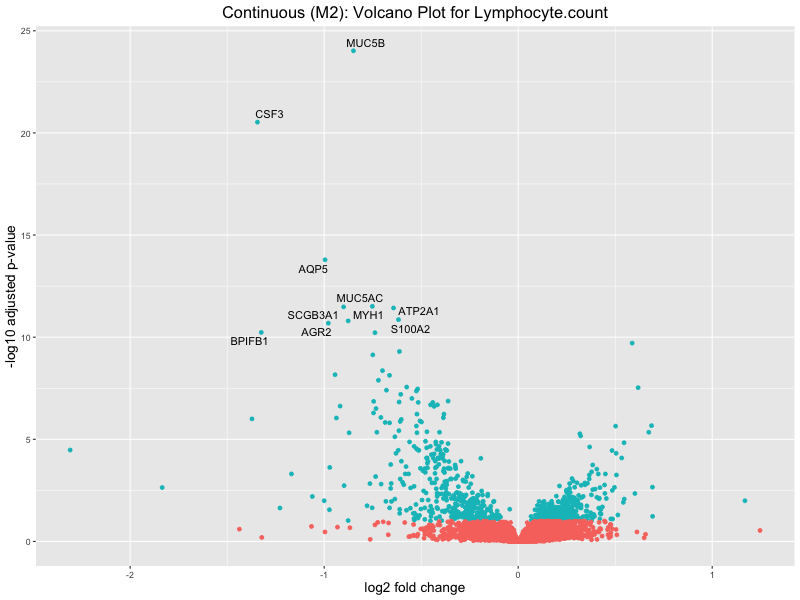 Continuous (M2): Volcano Plot for Lymphocyte.count
25
MUC5B
CSF3
20
15
AQP5
MUC5AC
SCGB3A1
MYH1
ATP2A1
AGR2
S100A2
BPIFB1
10
5
0
-log10 adjusted p-value
-2
-1
0
1
log2 fold change